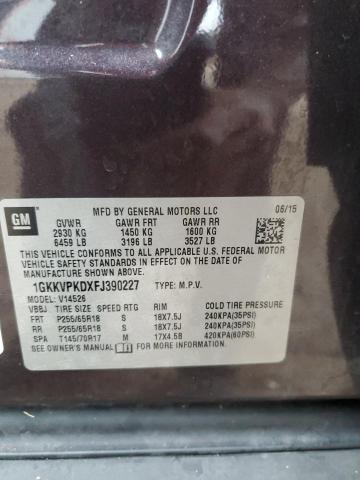 GM
MFD BY GENERAL MOTORS LLC 06/15
GVWR GAWR FRT GAWR RR
2930 KG 1450 KG 1600 KG
6459 LB 3196 LB 3527 LB
THIS VEHICLE CONFORMS TO ALL APPLICABLE U.S. FEDERAL MOTOR
VEHICLE SAFETY STANDARDS IN EFFECT ON THE DATE OF
MANUFACTURE SHOWN ABOVE.
1GKKVPKDXFJ390227 TYPE: M.P.V.
MODEL: V14526
VBBJ TIRE SIZE SPEED RTG RIM COLD TIRE PRESSURE
FRT P255/65R18 S 18X7.5J 240KPA(35PSI)
RR P255/65R18 S 18X7.5J 240KPA(35PSI)
SPA T145/70R17 M 17X4.5B 420KPA(60PSI)
SEE OWNER'S MANUAL